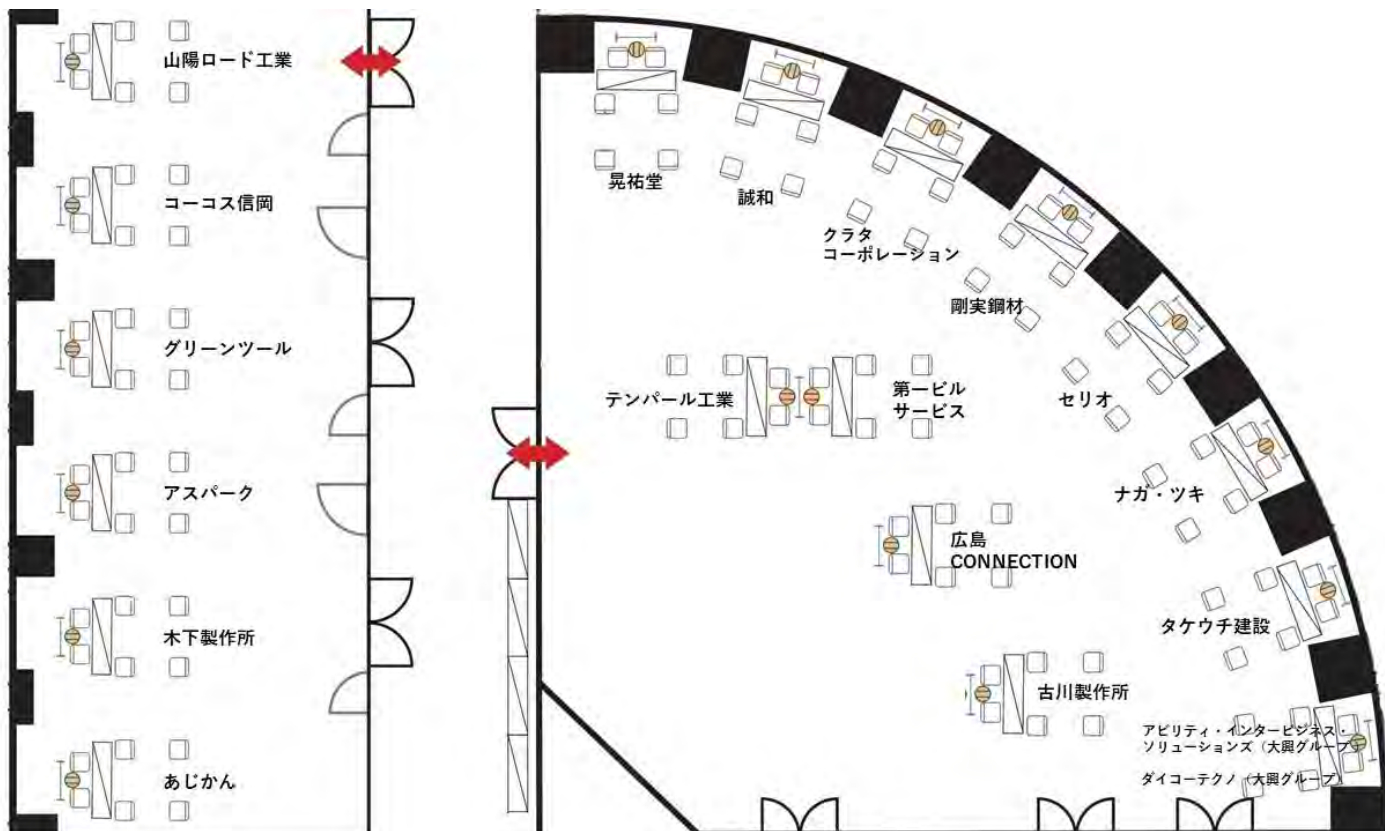 山陽ロード工業
コーコス信岡
グリーンツール
アスパーク
木下製作所
あじかん
晃祐堂
誠和
クラタ
コーポレーション
剛実鋼材
セリオ
ナガ・ツキ
タケウチ建設
テンパール工業
第一ビル
サービス
広島
CONNECTION
古川製作所
アビリティ・インタービジネス・
ソリューションズ（大興グループ
ダイコーテクノ（大興グループ）